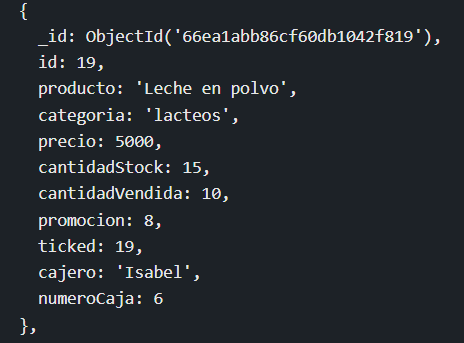 {
_id: ObjectId('66ea1abb86cf60db1042f819'),
id: 19,
producto: 'Leche en polvo',
categoria: 'lacteos',
precio: 5000,
cantidadStock: 15,
cantidadVendida: 10,
promocion: 8,
ticked: 19,
cajero: 'Isabel',
numeroCaja: 6
},